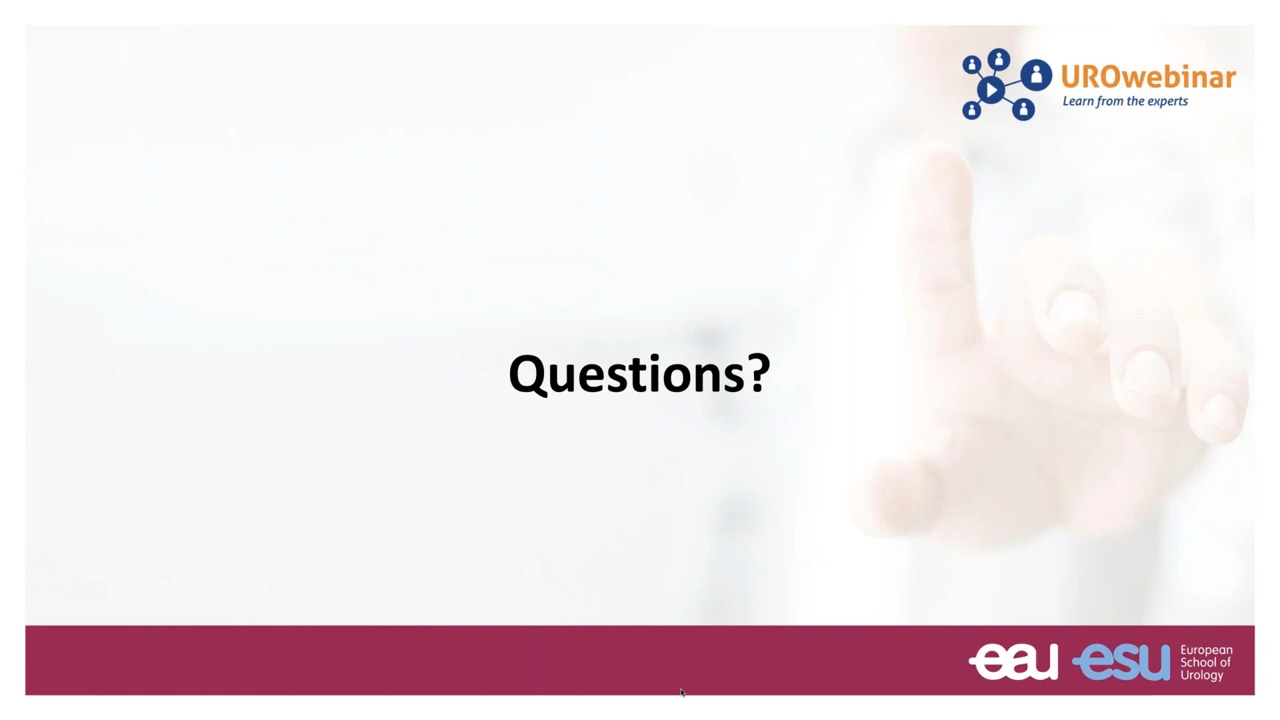 UROwebinar
Learn from the experts
Questions?
eau esu European
School of
Urology